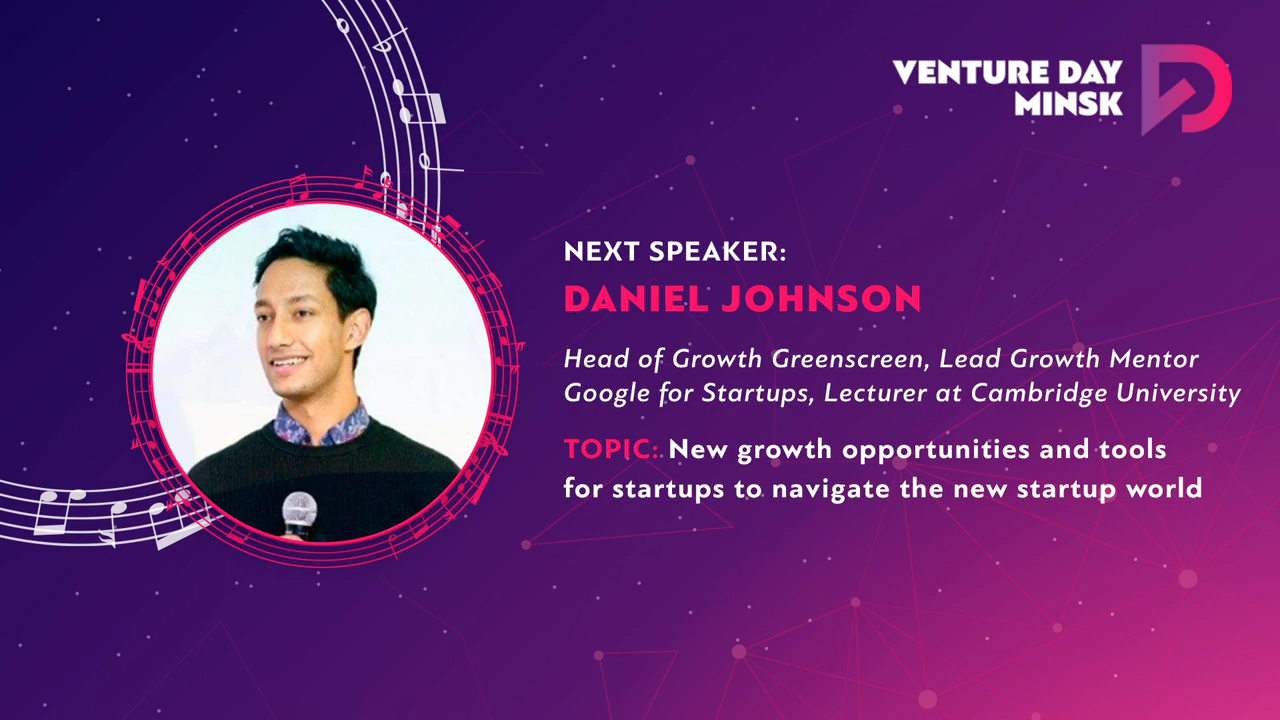 VENTURE DAY
MINSK
NEXT SPEAKER:
DANIEL JOHNSON
Head of Growth Greenscreen, Lead Growth Mentor
Google for Startups, Lecturer at Cambridge University
TOPIC: New growth opportunities and tools
for startups to navigate the new startup world